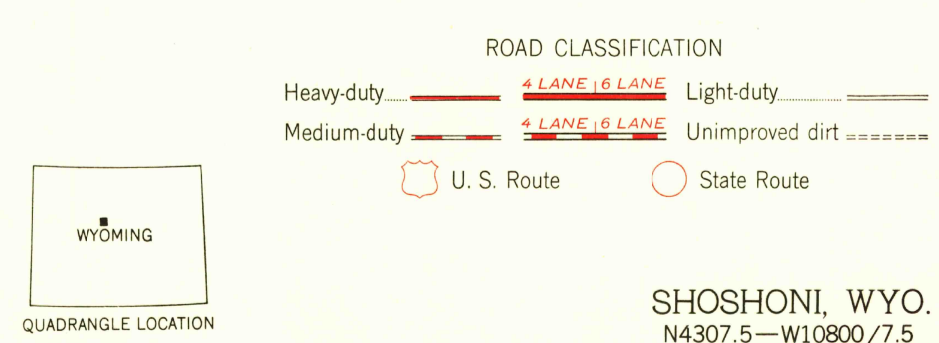 ROAD CLASSIFICATION
Heavy-duty 4 LANE 6 LANE Light-duty
Medium-duty 4 LANE 6 LANE Unimproved dirt
U. S. Route State Route
WYOMING
QUADRANGLE LOCATION
SHOSHONI, WYO.
N4307.5—W10800/7.5